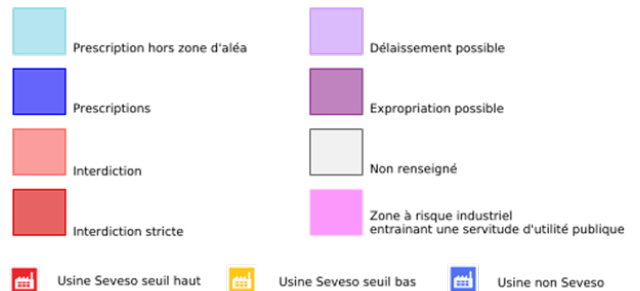 Prescription hors zone d'aléa
Délaissement possible
Prescriptions
Expropriation possible
Interdiction
Non renseigné
Interdiction stricte
Zone à risque industriel
entrainant une servitude d'utilité publique
Usine Seveso seuil haut
Usine Seveso seuil bas
Usine non Seveso